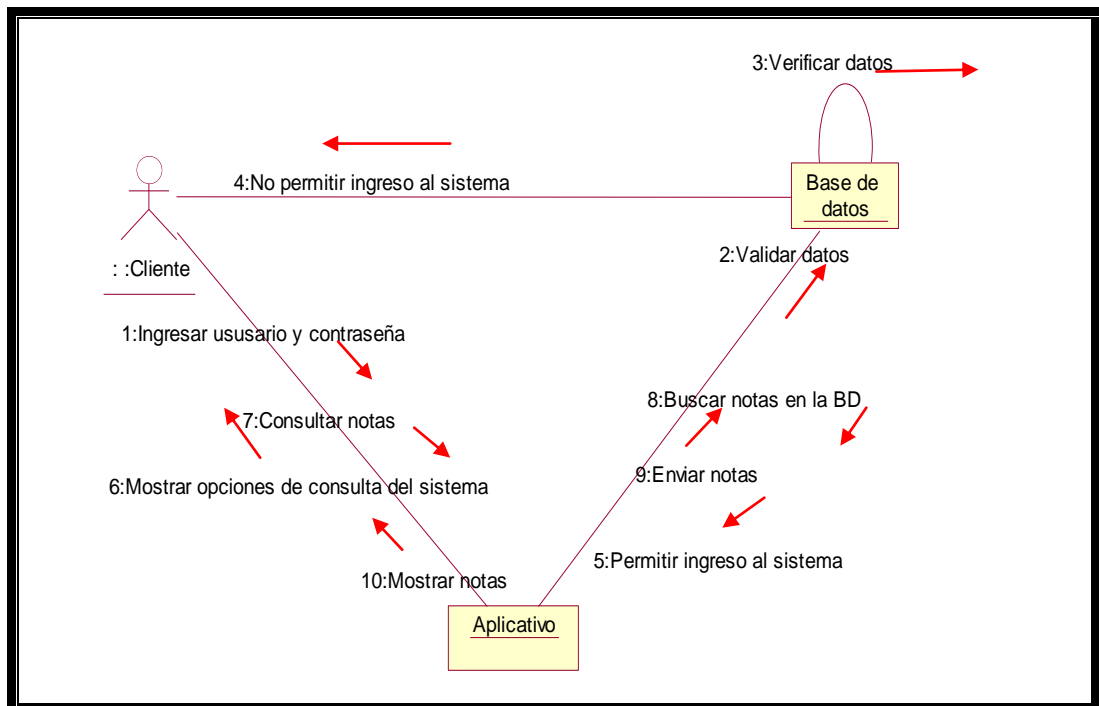 3:Verificar datos
4:No permitir ingreso al sistema
Base de
datos
: :Cliente
2:Validar datos
1:Ingresar ususario y contraseña
8:Buscar notas en la BD
7:Consultar notas
9:Enviar notas
6:Mostrar opciones de consulta del sistema
5:Permitir ingreso al sistema
10:Mostrar notas
Aplicativo